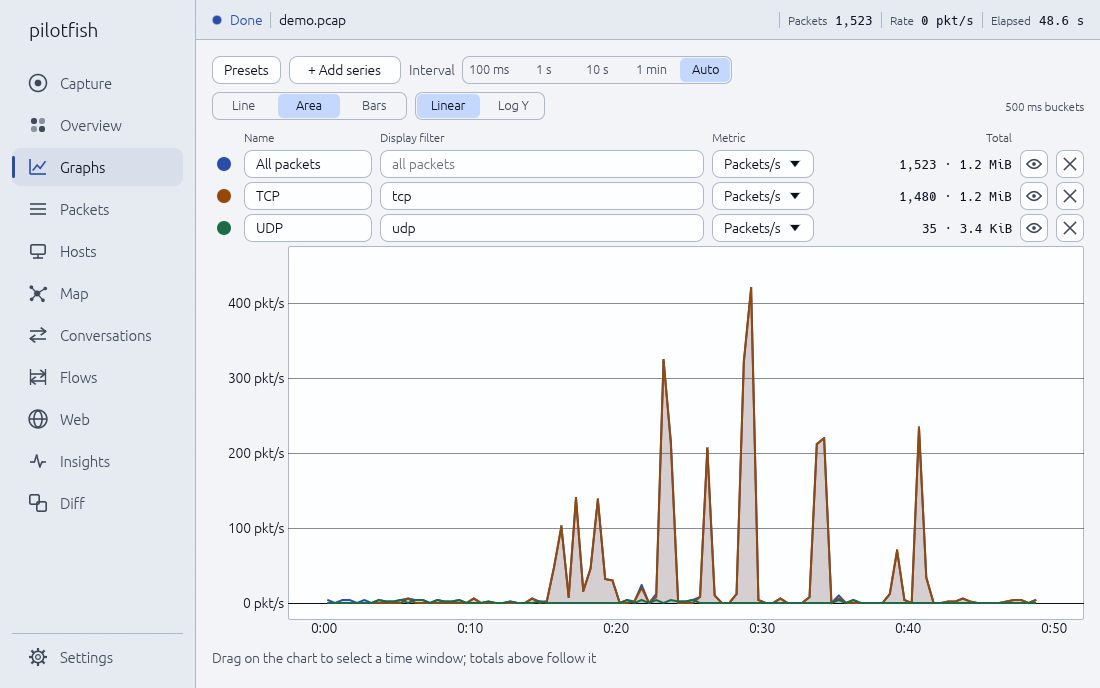 pilotfish
Capture
Overview
Graphs
Packets
Hosts
Map
Conversations
Flows
Web
Insights
Diff
Settings
Done demo.pcap Packets 1,523 Rate 0 pkt/s Elapsed 48.6 s
Presets + Add series Interval 100 ms 1 s 10 s 1 min Auto
Line Area Bars Linear Log Y 500 ms buckets
Name Display filter Metric Total
All packets all packets Packets/s 1,523 · 1.2 MiB
TCP tcp Packets/s 1,480 · 1.2 MiB
UDP udp Packets/s 35 · 3.4 KiB
400 pkt/s
300 pkt/s
200 pkt/s
100 pkt/s
0 pkt/s
0:00 0:10 0:20 0:30 0:40 0:50
Drag on the chart to select a time window; totals above follow it